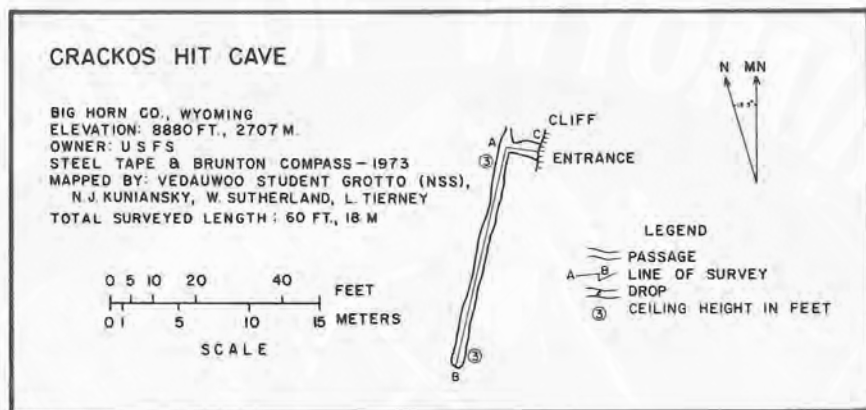 CRACKOS HIT CAVE
BIG HORN CO., WYOMING
ELEVATION: 8880 FT., 2707 M.
OWNER: U S F S
STEEL TAPE & BRUNTON COMPASS – 1973
MAPPED BY: VEDAUWOO STUDENT GROTTO (NSS),
N. J. KUNIANSKY, W. SUTHERLAND, L. TIERNEY
TOTAL SURVEYED LENGTH : 60 FT., 18 M
0 5 10 20 40 FEET
0 1 5 10 15 METERS
SCALE
N MN
CLIFF
A C
3
ENTRANCE
3
B
LEGEND
PASSAGE
A B LINE OF SURVEY
DROP
3 CEILING HEIGHT IN FEET